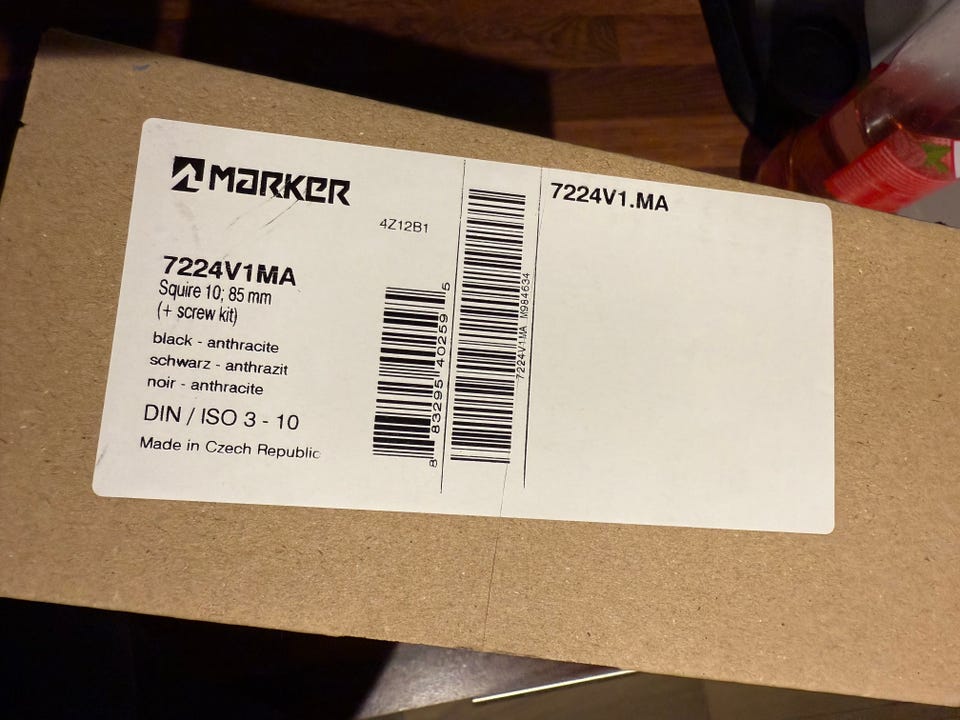 MARKER
4Z12B1
7224V1MA
Squire 10; 85 mm
(+ screw kit)
black - anthracite
schwarz - anthrazit
noir - anthracite
DIN / ISO 3 - 10
Made in Czech Republic
8 83295 40259 5
7224V1MA M984634
7224V1.MA